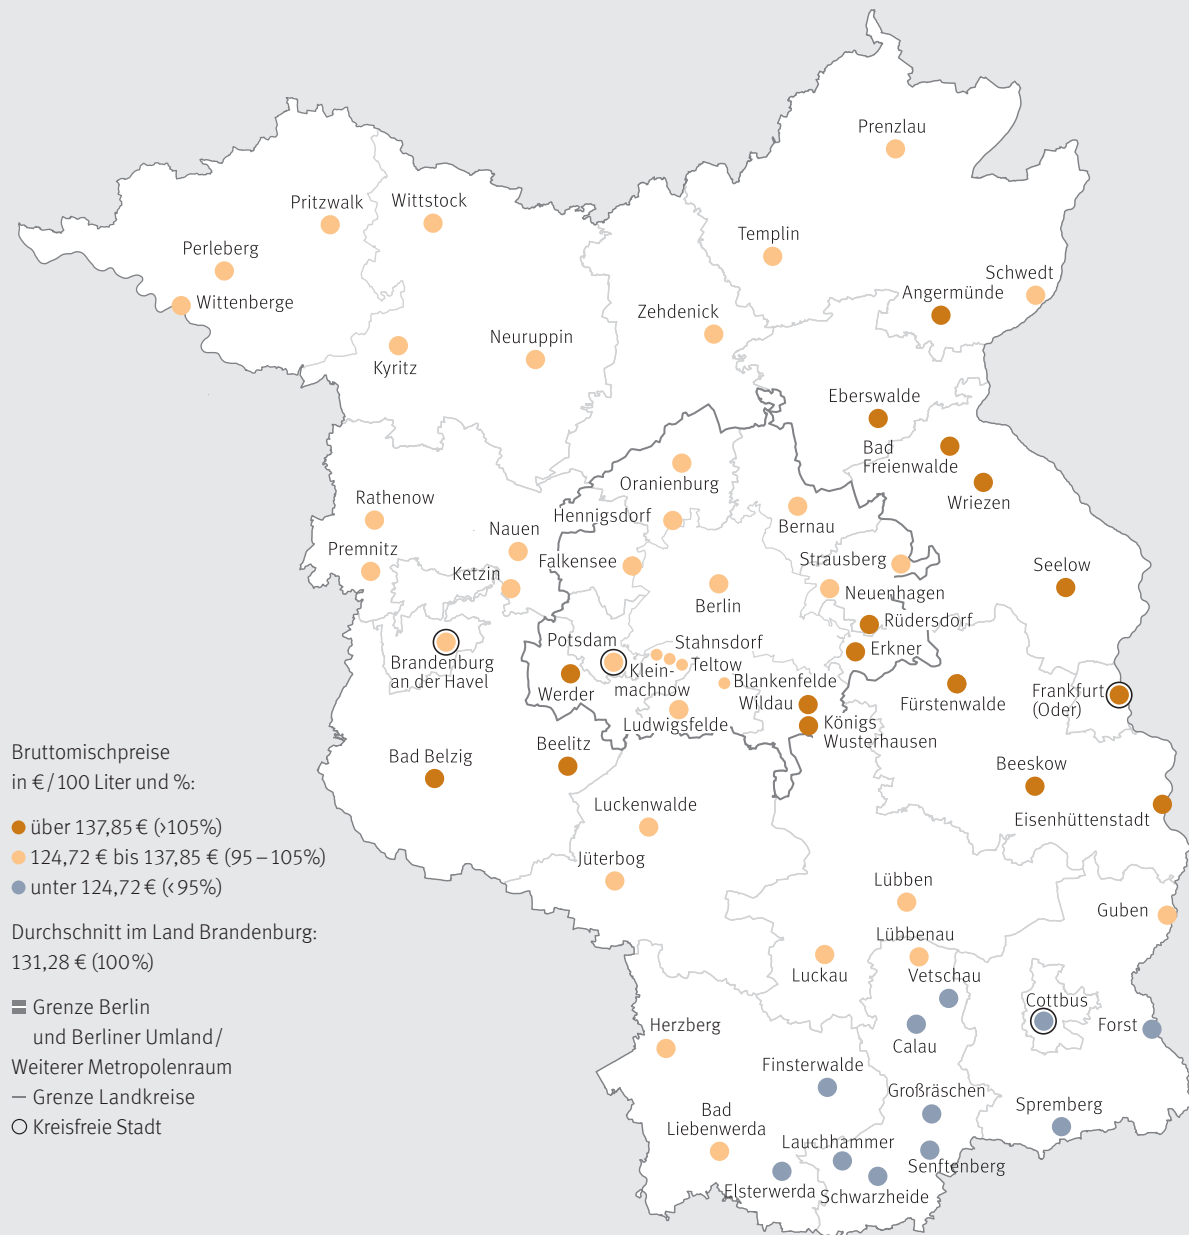 Prenzlau
Pritzwalk
Wittstock
Templin
Perleberg
Schwedt
Wittenberge
Angermünde
Zehdenick
Neuruppin
Kyritz
Eberswalde
Bad
Freienwalde
Oranienburg
Wriezen
Rathenow
Hennigsdorf
Bernau
Nauen
Premnitz
Falkensee
Strausberg
Ketzin
Seelow
Berlin
Neuenhagen
Rüdersdorf
Potsdam
Stahnsdorf
Erkner
Brandenburg
an der Havel
Klein-
machnow
Teltow
Werder
Blankenfelde
Wildau
Fürstenwalde
Frankfurt
(Oder)
Ludwigsfelde
Königs
Wusterhausen
Beelitz
Bad Belzig
Beeskow
Luckenwalde
Eisenhüttenstadt
Jüterbog
Lübben
Guben
Lübbenau
Luckau
Vetschau
Cottbus
Herzberg
Forst
Calau
Finsterwalde
Großräschen
Bad
Liebenwerda
Spremberg
Lauchhammer
Senftenberg
Elsterwerda
Schwarzheide
Bruttomischpreise
in €/100 Liter und %:
über 137,85 € (>105%)
124,72 € bis 137,85 € (95–105%)
unter 124,72 € (<95%)
Durchschnitt im Land Brandenburg:
131,28 € (100%)
Grenze Berlin
und Berliner Umland/
Weiterer Metropolenraum
Grenze Landkreise
Kreisfreie Stadt